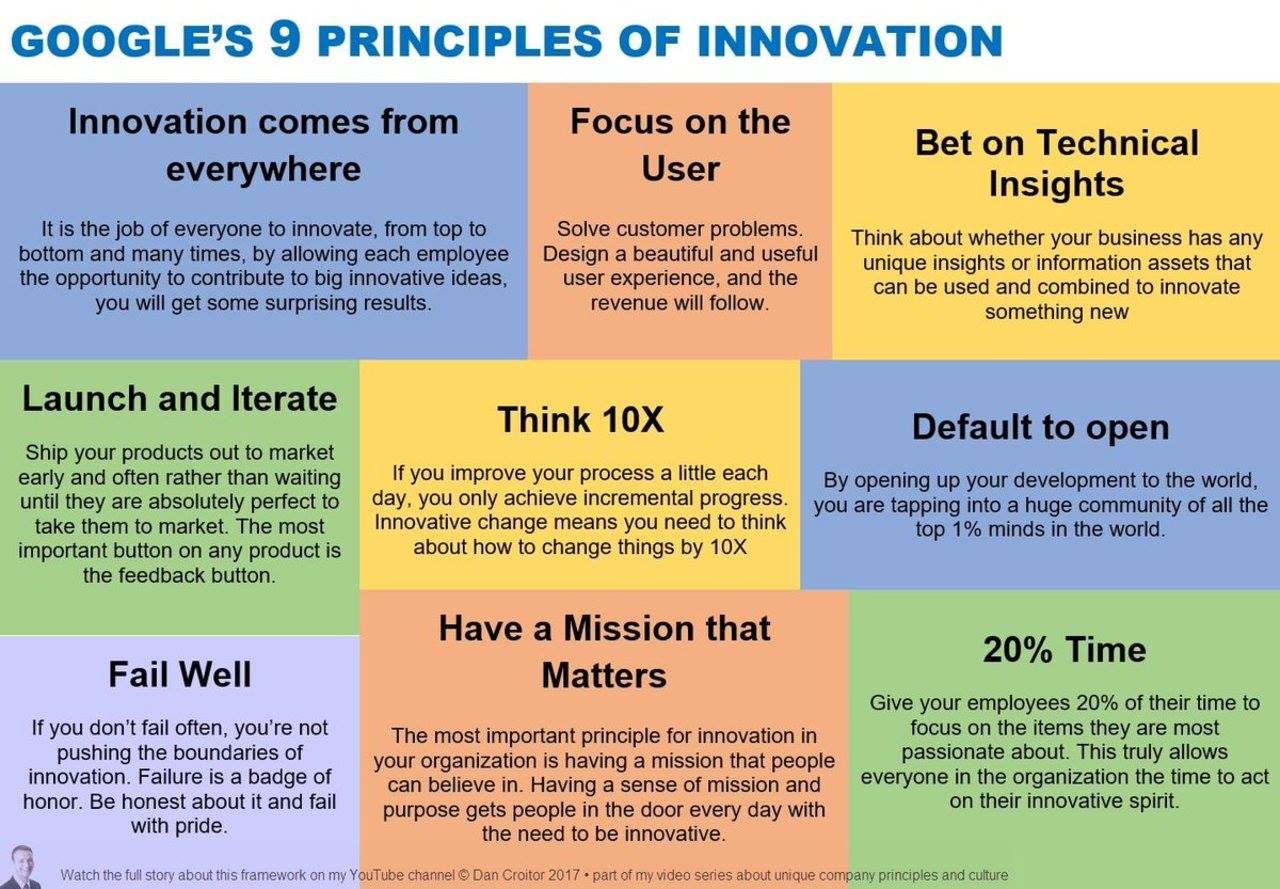 GOOGLE’S 9 PRINCIPLES OF INNOVATION
Innovation comes from
everywhere
It is the job of everyone to innovate, from top to
bottom and many times, by allowing each employee
the opportunity to contribute to big innovative ideas,
you will get some surprising results.
Focus on the
User
Solve customer problems.
Design a beautiful and useful
user experience, and the
revenue will follow.
Bet on Technical
Insights
Think about whether your business has any
unique insights or information assets that
can be used and combined to innovate
something new
Launch and Iterate
Ship your products out to market
early and often rather than waiting
until they are absolutely perfect to
take them to market. The most
important button on any product is
the feedback button.
Think 10X
If you improve your process a little each
day, you only achieve incremental progress.
Innovative change means you need to think
about how to change things by 10X
Default to open
By opening up your development to the world,
you are tapping into a huge community of all the
top 1% minds in the world.
Fail Well
If you don’t fail often, you’re not
pushing the boundaries of
innovation. Failure is a badge of
honor. Be honest about it and fail
with pride.
Have a Mission that
Matters
The most important principle for innovation in
your organization is having a mission that people
can believe in. Having a sense of mission and
purpose gets people in the door every day with
the need to be innovative.
20% Time
Give your employees 20% of their time to
focus on the items they are most
passionate about. This truly allows
everyone in the organization the time to act
on their innovative spirit.
Watch the full story about this framework on my YouTube channel © Dan Croitor 2017 • part of my video series about unique company principles and culture